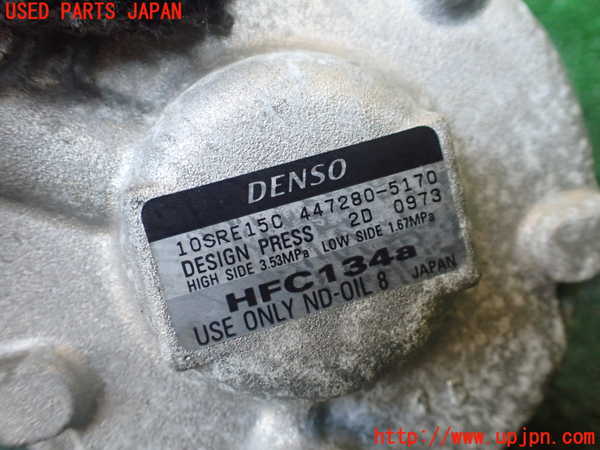 USED PARTS JAPAN
DENSO
10SRE15C 447280-5170
DESIGN PRESS 2D 0973
HIGH SIDE 3.53MPa LOW SIDE 1.67MPa
HFC134a
USE ONLY ND-OIL 8 JAPAN
http://www.upjpn.com/